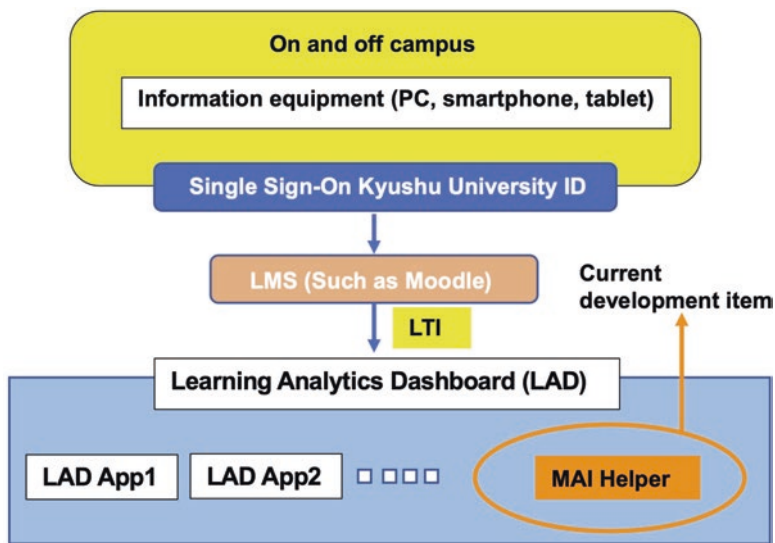 On and off campus
Information equipment (PC, smartphone, tablet)
Single Sign-On Kyushu University ID
LMS (Such as Moodle)
LTI
Current
development item
Learning Analytics Dashboard (LAD)
LAD App1
LAD App2
MAI Helper